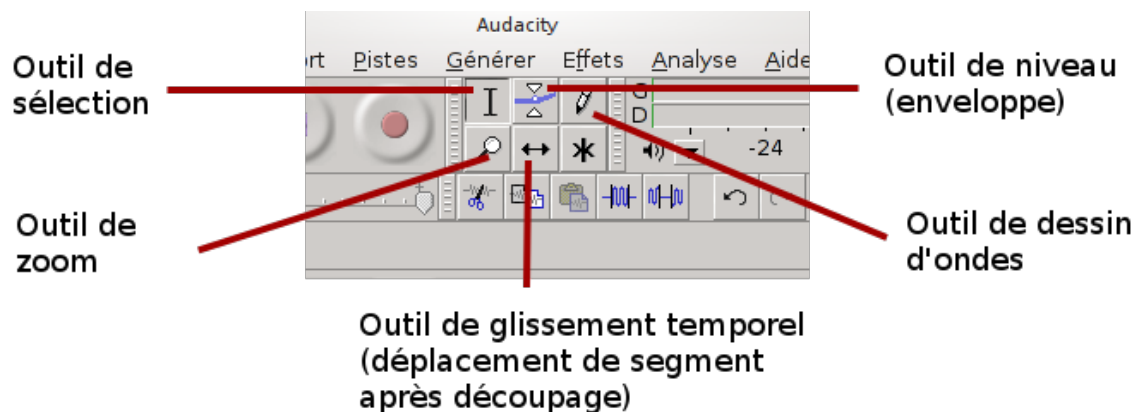 Audacity
Outil de
sélection
rt Pistes Générer Effets Analyse Aide
Outil de niveau
(enveloppe)
G
D
-24
Outil de
zoom
Outil de dessin
d'ondes
Outil de glissement temporel
(déplacement de segment
après découpage)